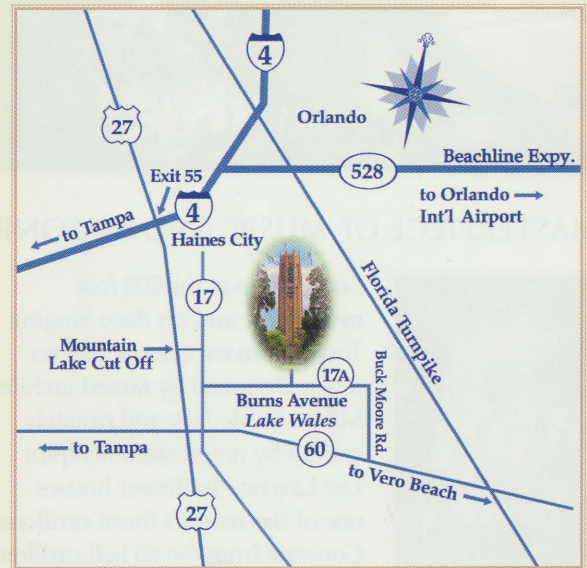 4
27
Orlando
528
Beachline Expy.
Exit 55
4
to Orlando
Int'l Airport
to Tampa
Haines City
17
Florida Turnpike
Mountain
Lake Cut Off
17A
Buck Moore Rd.
Burns Avenue
Lake Wales
to Tampa
60
to Vero Beach
27